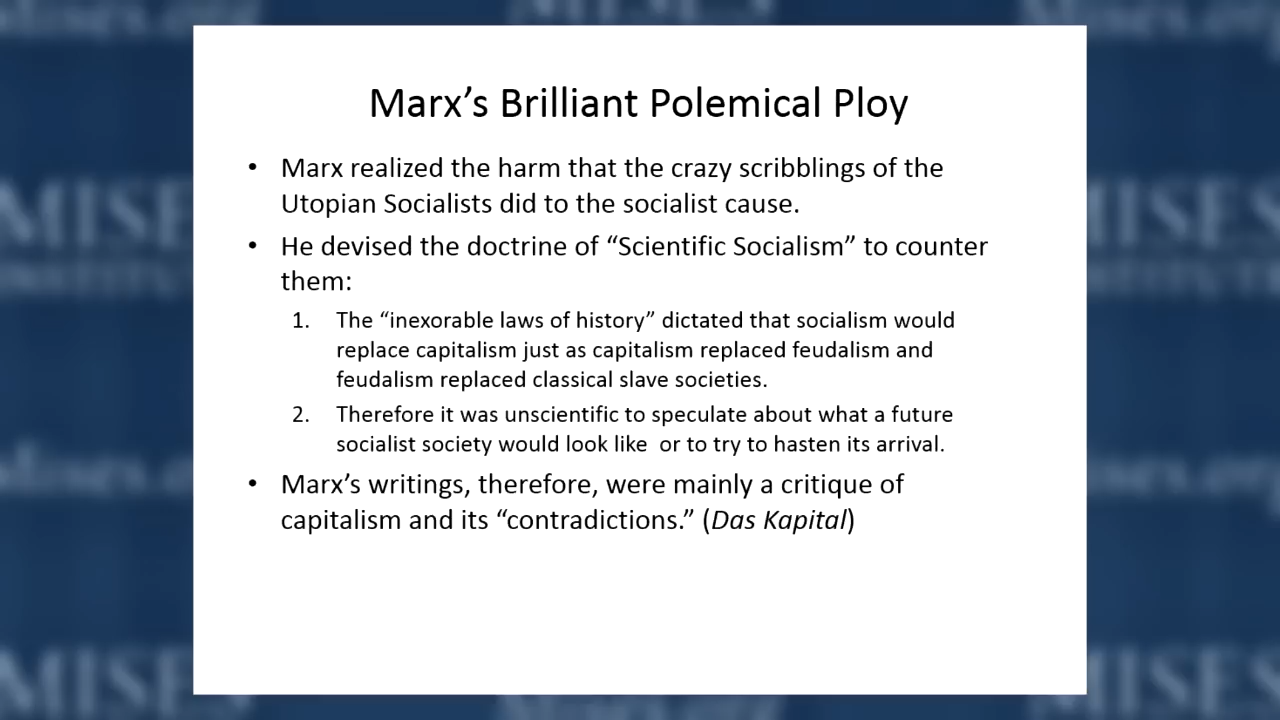 Marx’s Brilliant Polemical Ploy
• Marx realized the harm that the crazy scribblings of the
Utopian Socialists did to the socialist cause.
• He devised the doctrine of “Scientific Socialism” to counter
them:
1. The “inexorable laws of history” dictated that socialism would
replace capitalism just as capitalism replaced feudalism and
feudalism replaced classical slave societies.
2. Therefore it was unscientific to speculate about what a future
socialist society would look like or to try to hasten its arrival.
• Marx’s writings, therefore, were mainly a critique of
capitalism and its “contradictions.” (Das Kapital)